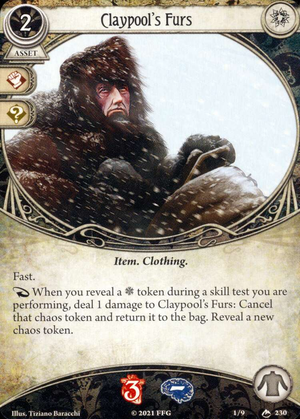 Claypool's Furs
2
ASSET
?
Item. Clothing.
Fast.
When you reveal a token during a skill test you are
performing, deal 1 damage to Claypool's Furs: Cancel
that chaos token and return it to the bag. Reveal a new
chaos token.
3
Illus. Tiziano Baracchi
© 2021 FFG
1/9
230